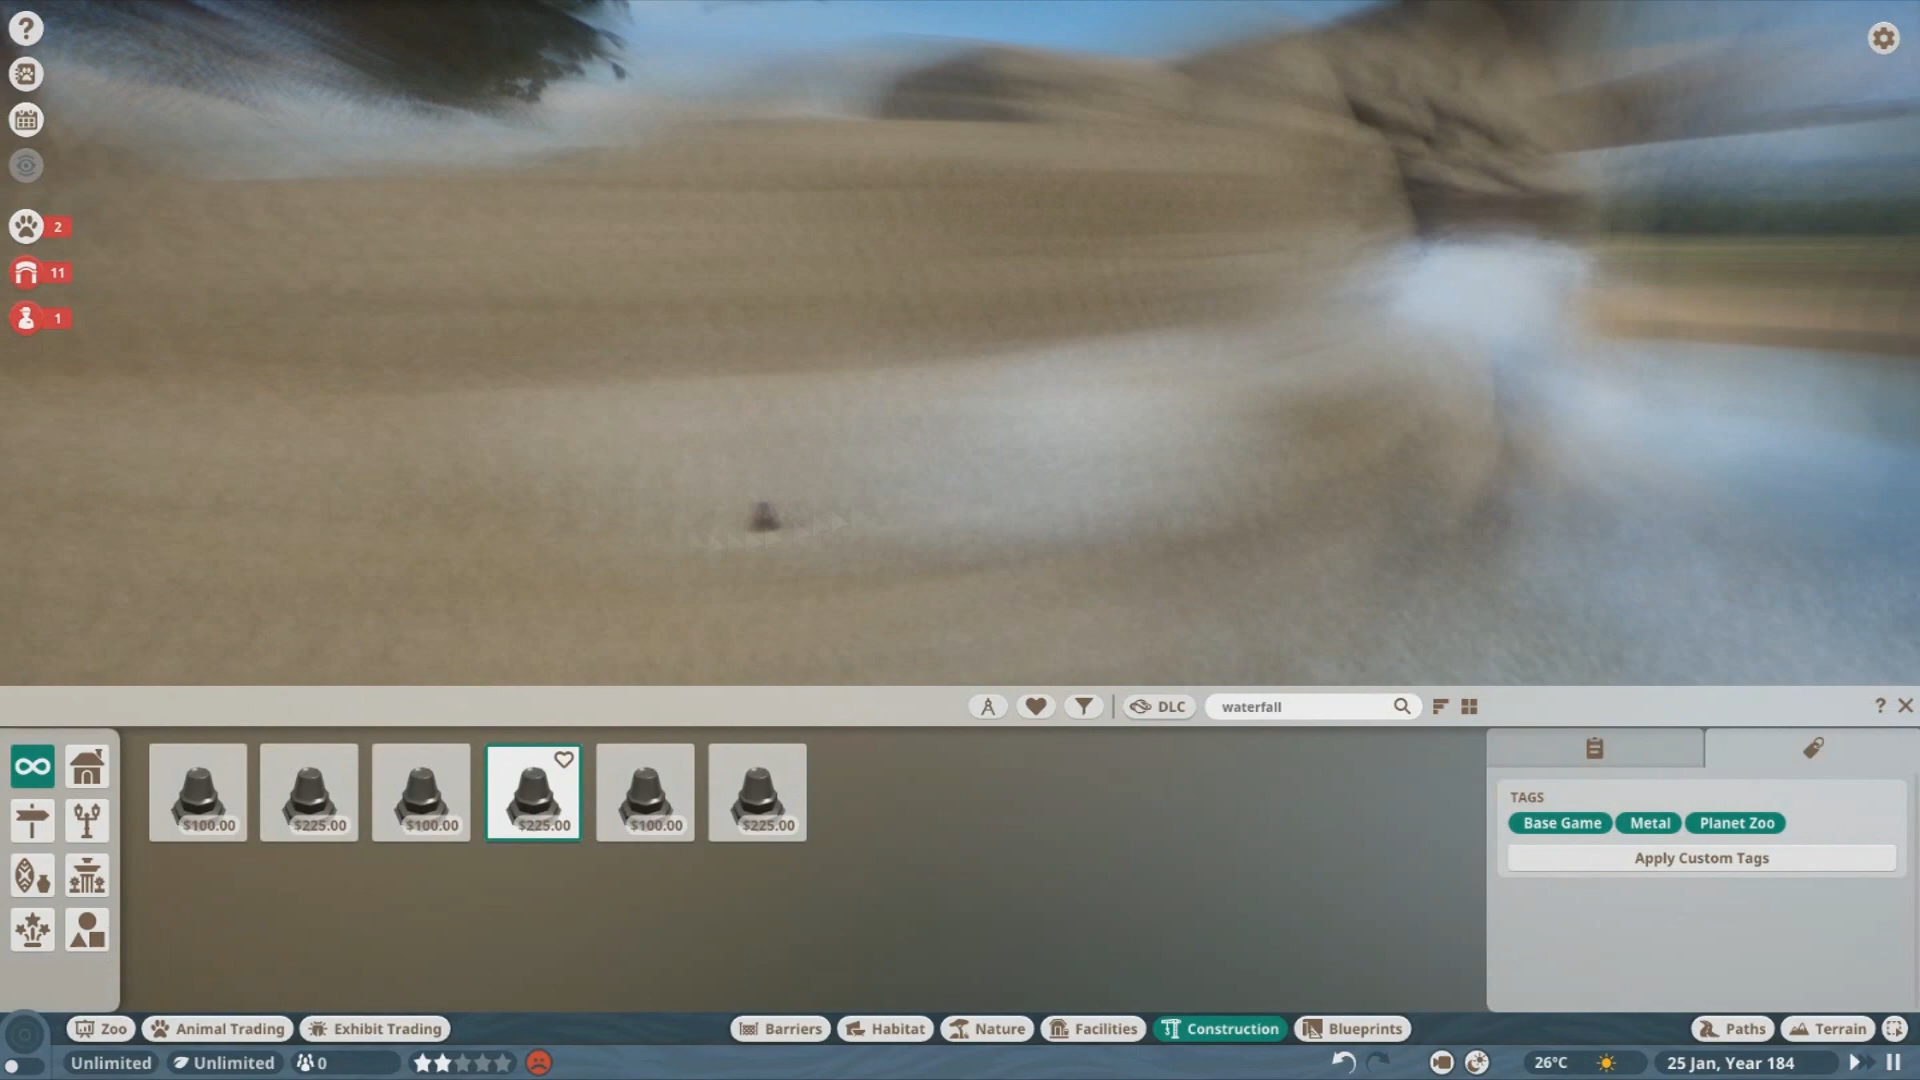 2
11
1
DLC
waterfall
$100.00
$225.00
$100.00
$225.00
$100.00
$225.00
TAGS
Base Game
Metal
Planet Zoo
Apply Custom Tags
Zoo
Animal Trading
Exhibit Trading
Barriers
Habitat
Nature
Facilities
Construction
Blueprints
Paths
Terrain
Unlimited
Unlimited
0
26°C
25 Jan, Year 184